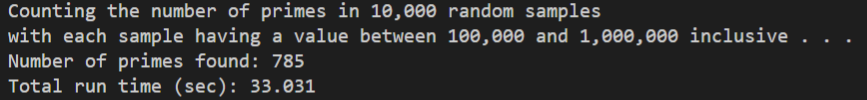 Counting the number of primes in 10,000 random samples
with each sample having a value between 100,000 and 1,000,000 inclusive . . .
Number of primes found: 785
Total run time (sec): 33.031